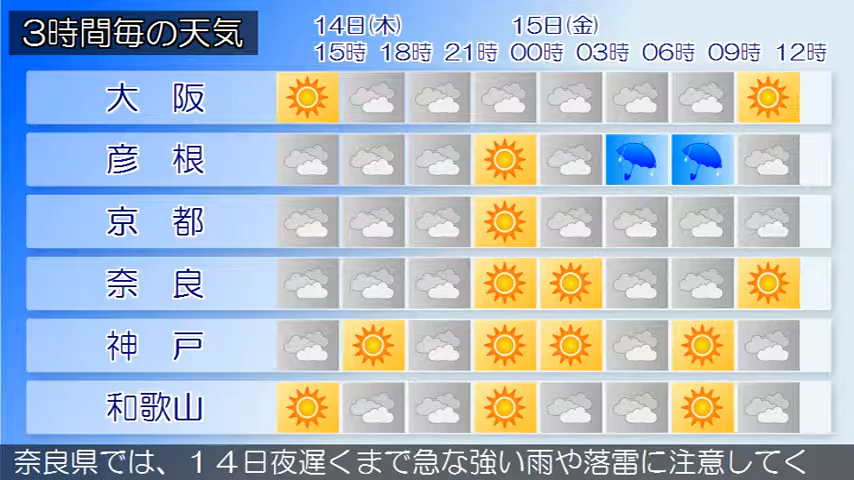 3時間毎の天気
14日(木) 15日(金)
15時 18時 21時 00時 03時 06時 09時 12時
大 阪
彦 根
京 都
奈 良
神 戸
和歌山
奈良県では、１４日夜遅くまで急な強い雨や落雷に注意してく